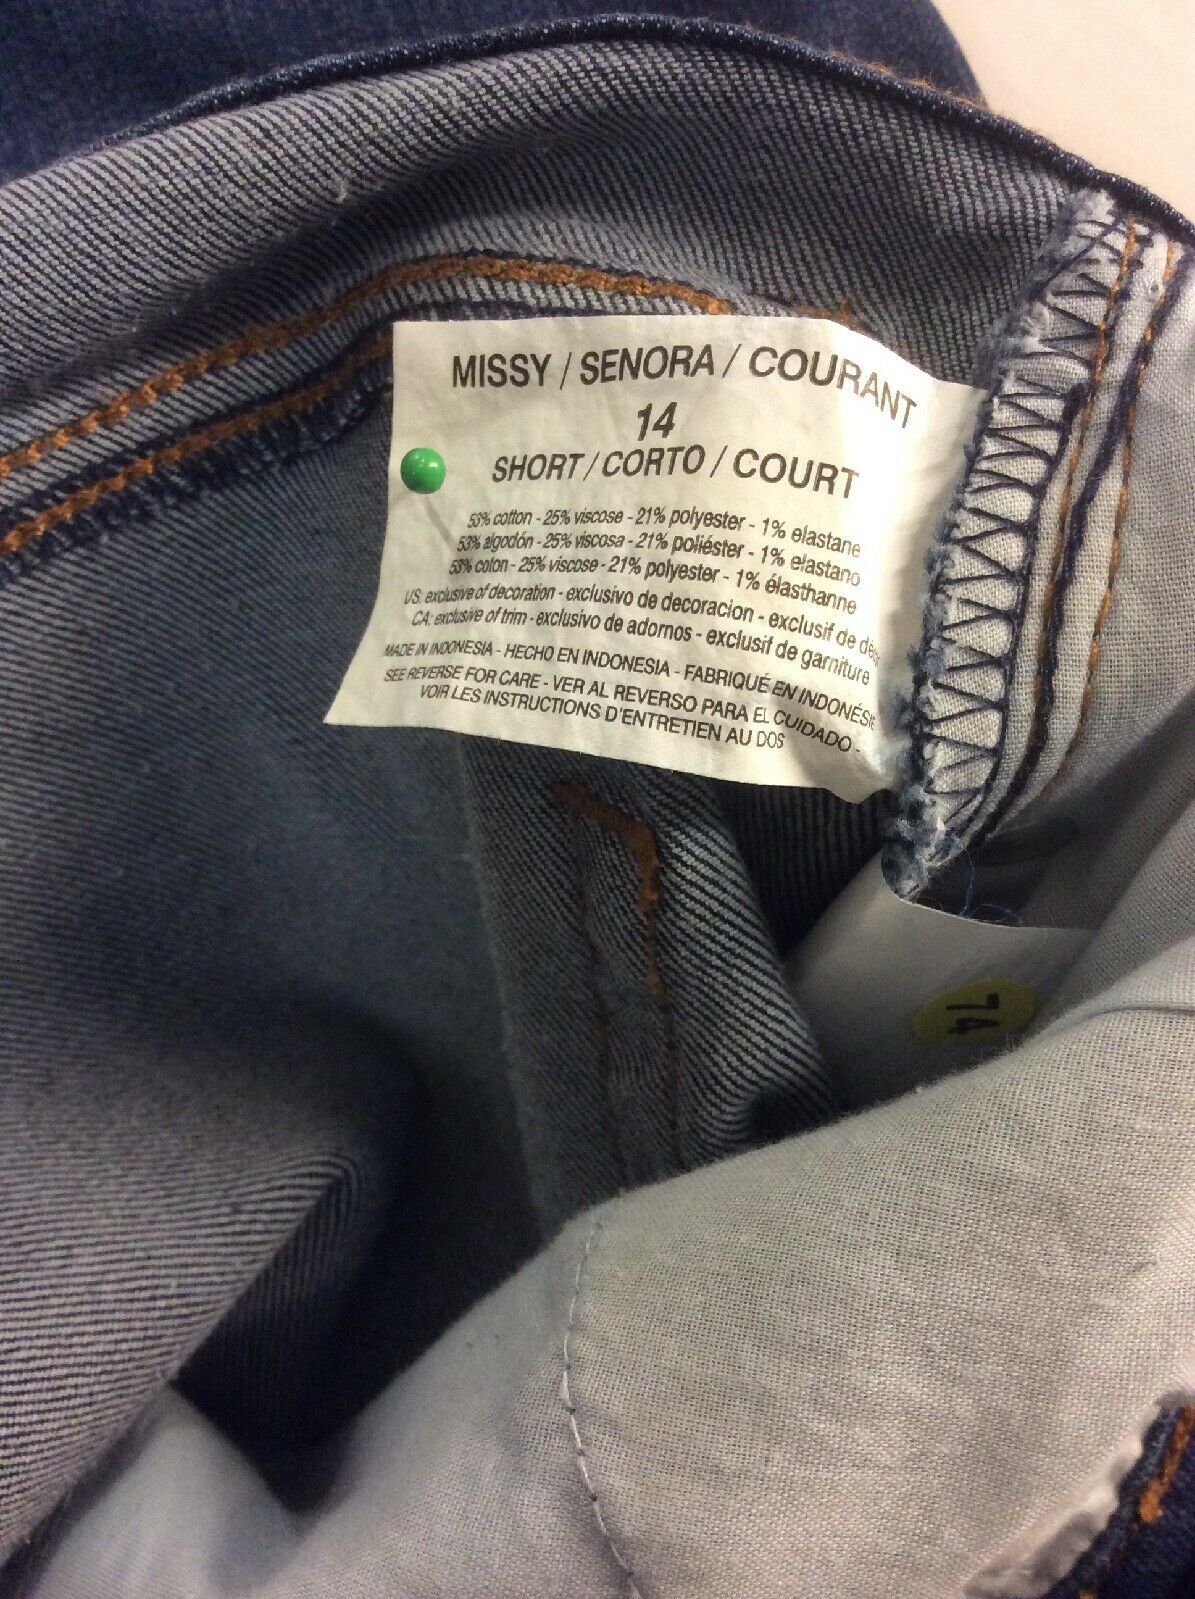 MISSY / SENORA / COURANT
14
SHORT / CORTO / COURT
53% cotton - 25% viscose - 21% polyester - 1% elastane
53% algodón - 25% viscosa - 21% poliéster - 1% elastano
53% coton - 25% viscose - 21% polyester - 1% élasthanne
US: exclusive of decoration - exclusivo de decoracion - exclusif de
CA: exclusive of trim - exclusivo de adornos - exclusif de garniture
MADE IN INDONESIA - HECHO EN INDONESIA - FABRIQUÉ EN INDONÉSIE
SEE REVERSE FOR CARE - VER AL REVERSO PARA EL CUIDADO -
VOIR LES INSTRUCTIONS D'ENTRETIEN AU DOS
74